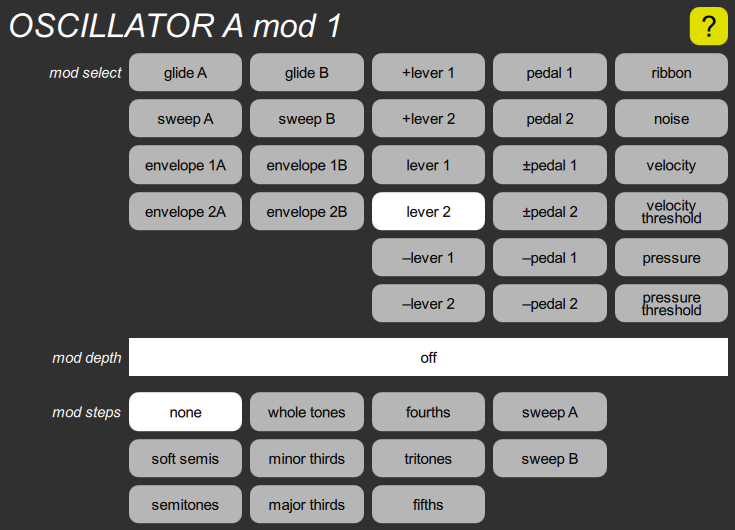 OSCILLATOR A mod 1 ?
mod select glide A glide B +lever 1 pedal 1 ribbon
sweep A sweep B +lever 2 pedal 2 noise
envelope 1A envelope 1B lever 1 ±pedal 1 velocity
envelope 2A envelope 2B lever 2 ±pedal 2 velocity threshold
–lever 1 –pedal 1 pressure
–lever 2 –pedal 2 pressure threshold
mod depth off
mod steps none whole tones fourths sweep A
soft semis minor thirds tritones sweep B
semitones major thirds fifths